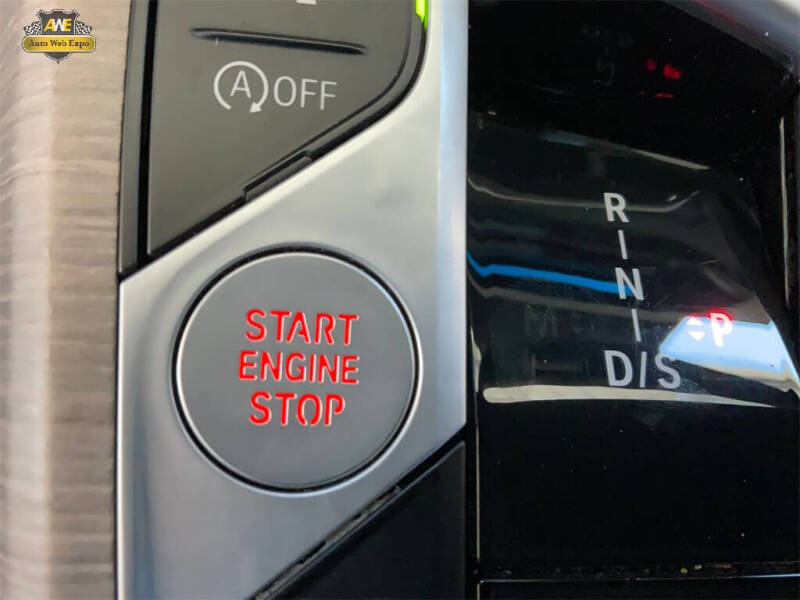 AWE
Auto Web Expo
A OFF
START
ENGINE
STOP
R
N
P
D/S